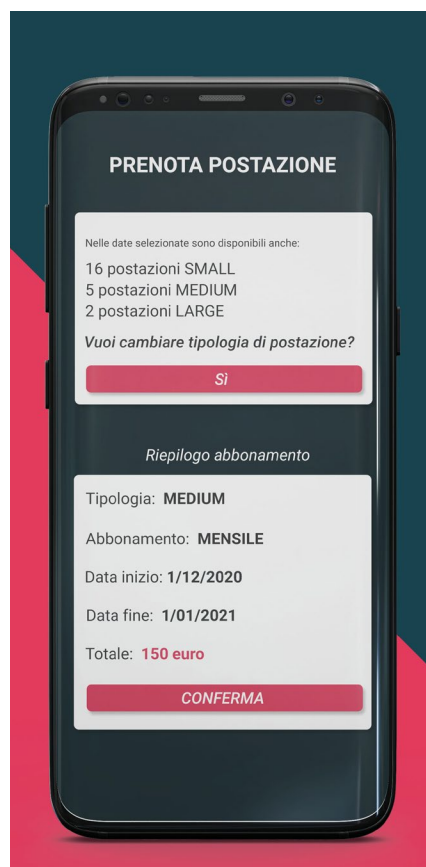 PRENOTA POSTAZIONE
Nelle date selezionate sono disponibili anche:
16 postazioni SMALL
5 postazioni MEDIUM
2 postazioni LARGE
Vuoi cambiare tipologia di postazione?
Sì
Riepilogo abbonamento
Tipologia: MEDIUM
Abbonamento: MENSILE
Data inizio: 1/12/2020
Data fine: 1/01/2021
Totale: 150 euro
CONFERMA